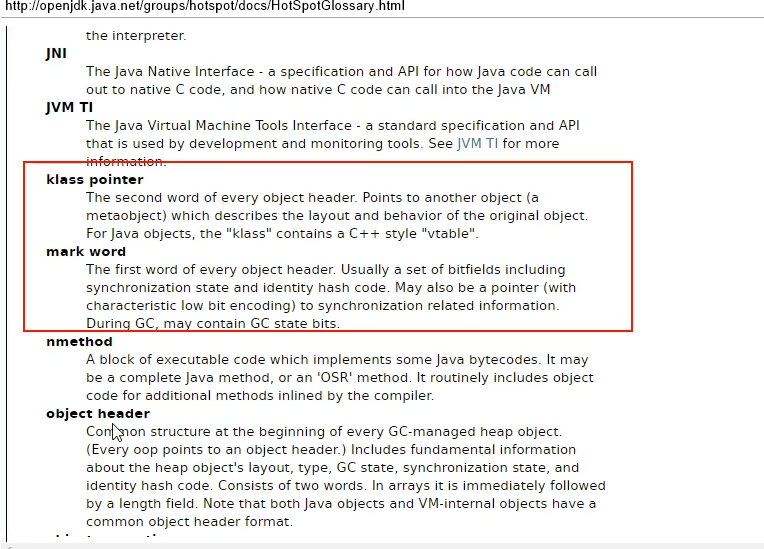 http://openjdk.java.net/groups/hotspot/docs/HotSpotGlossary.html
the interpreter.
JNI
The Java Native Interface - a specification and API for how Java code can call
out to native C code, and how native C code can call into the Java VM
JVM TI
The Java Virtual Machine Tools Interface - a standard specification and API
that is used by development and monitoring tools. See JVM TI for more
information.
klass pointer
The second word of every object header. Points to another object (a
metaobject) which describes the layout and behavior of the original object.
For Java objects, the "klass" contains a C++ style "vtable".
mark word
The first word of every object header. Usually a set of bitfields including
synchronization state and identity hash code. May also be a pointer (with
characteristic low bit encoding) to synchronization related information.
During GC, may contain GC state bits.
nmethod
A block of executable code which implements some Java bytecodes. It may
be a complete Java method, or an 'OSR' method. It routinely includes object
code for additional methods inlined by the compiler.
object header
Common structure at the beginning of every GC-managed heap object.
(Every oop points to an object header.) Includes fundamental information
about the heap object's layout, type, GC state, synchronization state, and
identity hash code. Consists of two words. In arrays it is immediately followed
by a length field. Note that both Java objects and VM-internal objects have a
common object header format.